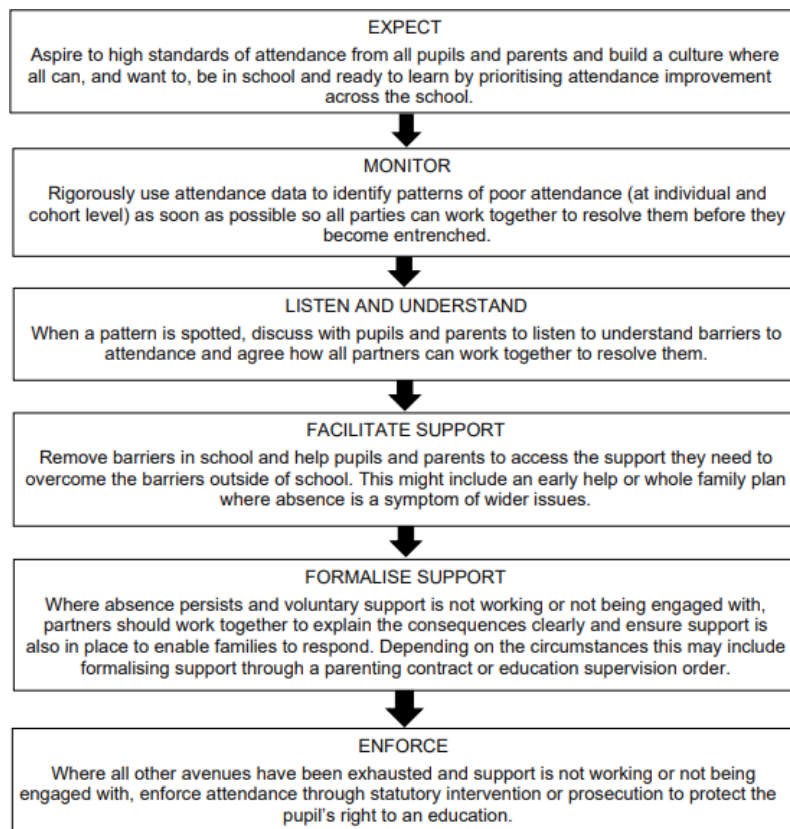 EXPECT
Aspire to high standards of attendance from all pupils and parents and build a culture where
all can, and want to, be in school and ready to learn by prioritising attendance improvement
across the school.
MONITOR
Rigorously use attendance data to identify patterns of poor attendance (at individual and
cohort level) as soon as possible so all parties can work together to resolve them before they
become entrenched.
LISTEN AND UNDERSTAND
When a pattern is spotted, discuss with pupils and parents to listen to understand barriers to
attendance and agree how all partners can work together to resolve them.
FACILITATE SUPPORT
Remove barriers in school and help pupils and parents to access the support they need to
overcome the barriers outside of school. This might include an early help or whole family plan
where absence is a symptom of wider issues.
FORMALISE SUPPORT
Where absence persists and voluntary support is not working or not being engaged with,
partners should work together to explain the consequences clearly and ensure support is
also in place to enable families to respond. Depending on the circumstances this may include
formalising support through a parenting contract or education supervision order.
ENFORCE
Where all other avenues have been exhausted and support is not working or not being
engaged with, enforce attendance through statutory intervention or prosecution to protect the
pupil's right to an education.